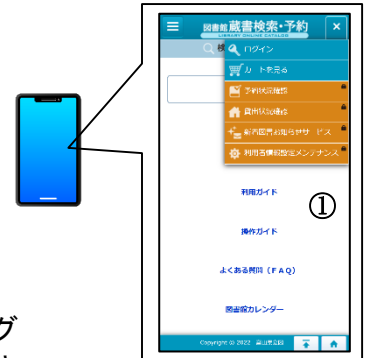 図書館蔵書検索・予約
LIBRARY ONLINE CATALOG
検
ログイン
カートを見る
予約状況確認
貸出状況確認
新着図書お知らせサービス
利用者情報設定メンテナンス
利用ガイド
①
操作ガイド
よくある質問（FAQ）
図書館カレンダー
グ
Copyright © 2022